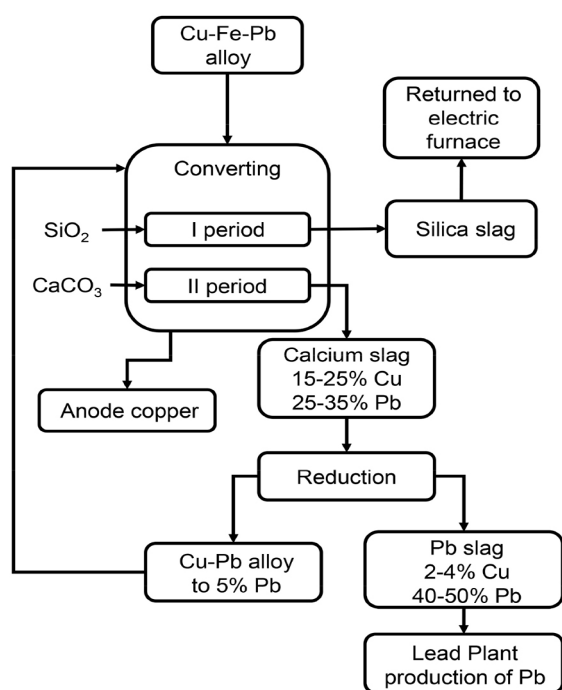 Cu-Fe-Pb
alloy
Returned to
electric
furnace
Converting
SiO₂
I period
Silica slag
CaCO₃
II period
Calcium slag
15-25% Cu
25-35% Pb
Anode copper
Reduction
Cu-Pb alloy
to 5% Pb
Pb slag
2-4% Cu
40-50% Pb
Lead Plant
production of Pb